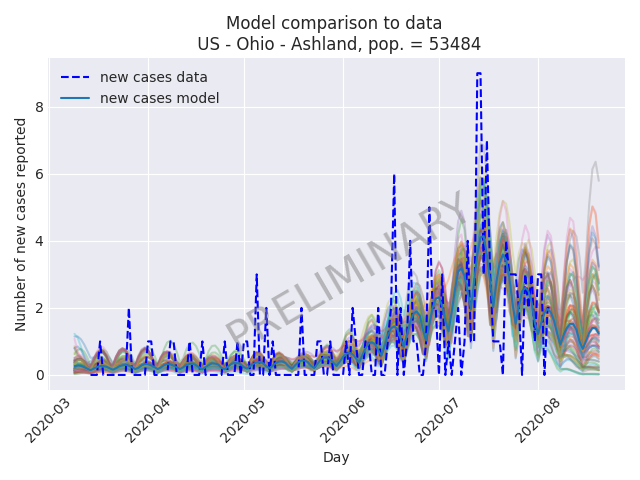 Model comparison to data
US - Ohio - Ashland, pop. = 53484
new cases data
new cases model
PRELIMINARY
Number of new cases reported
8
6
4
2
0
2020-03
2020-04
2020-05
2020-06
2020-07
2020-08
Day